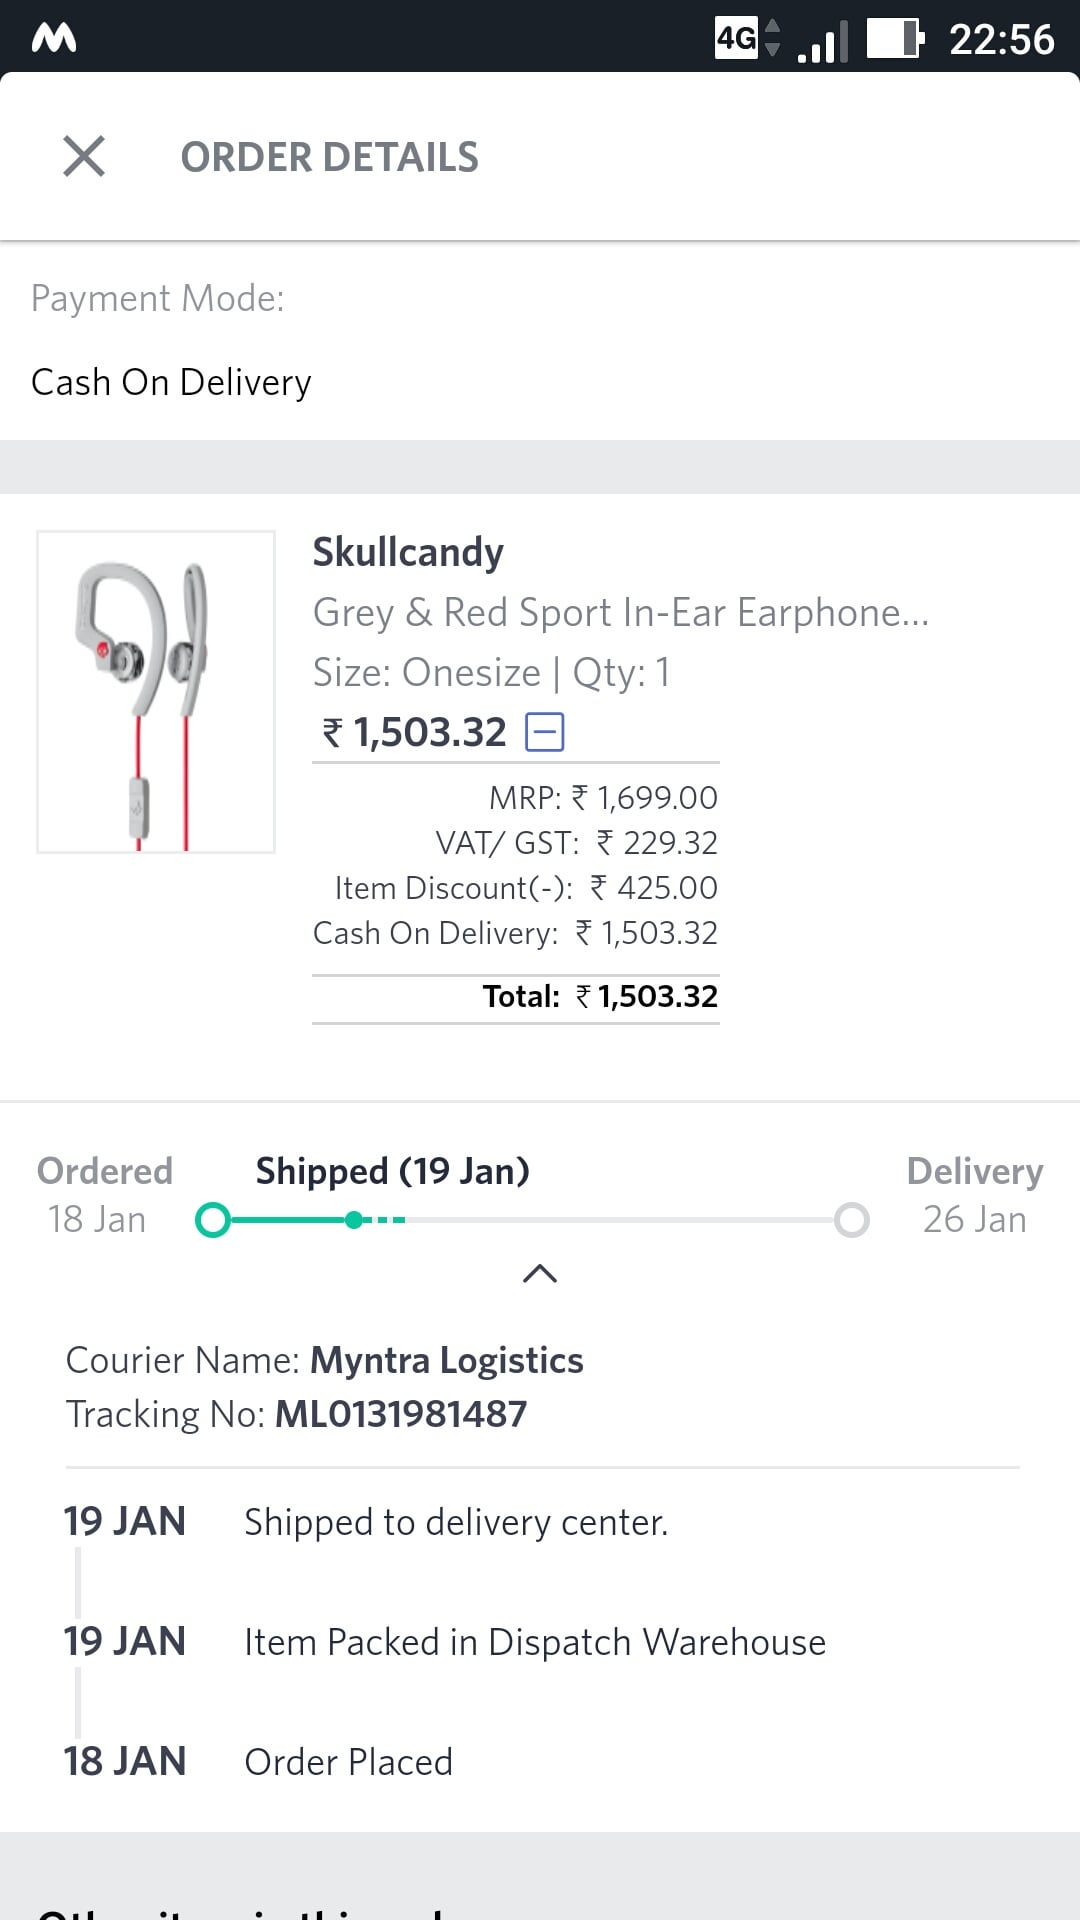 4G 22:56
ORDER DETAILS
Payment Mode:
Cash On Delivery
Skullcandy
Grey & Red Sport In-Ear Earphone...
Size: Onesize | Qty: 1
₹ 1,503.32
MRP: ₹ 1,699.00
VAT/ GST: ₹ 229.32
Item Discount(-): ₹ 425.00
Cash On Delivery: ₹ 1,503.32
Total: ₹ 1,503.32
Ordered Shipped (19 Jan) Delivery
18 Jan 26 Jan
Courier Name: Myntra Logistics
Tracking No: ML0131981487
19 JAN Shipped to delivery center.
19 JAN Item Packed in Dispatch Warehouse
18 JAN Order Placed